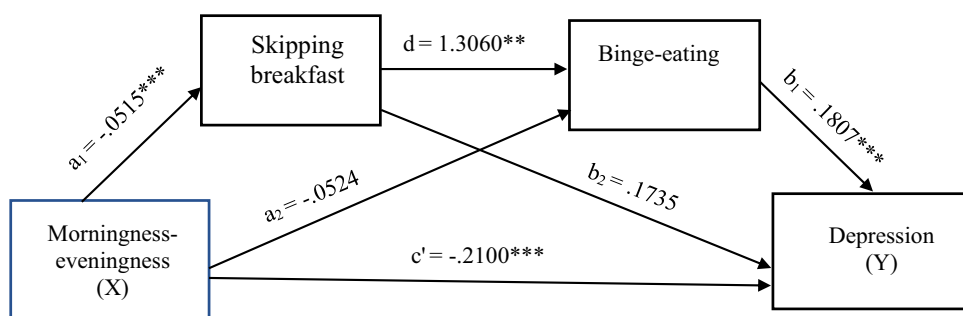 Skipping
breakfast
d = 1.3060**
Binge-eating
a₁ = -.0515***
b₁ = .1807***
a₂ = -.0524
b₂ = .1735
Morningness-
eveningness
(X)
c' = -.2100***
Depression
(Y)